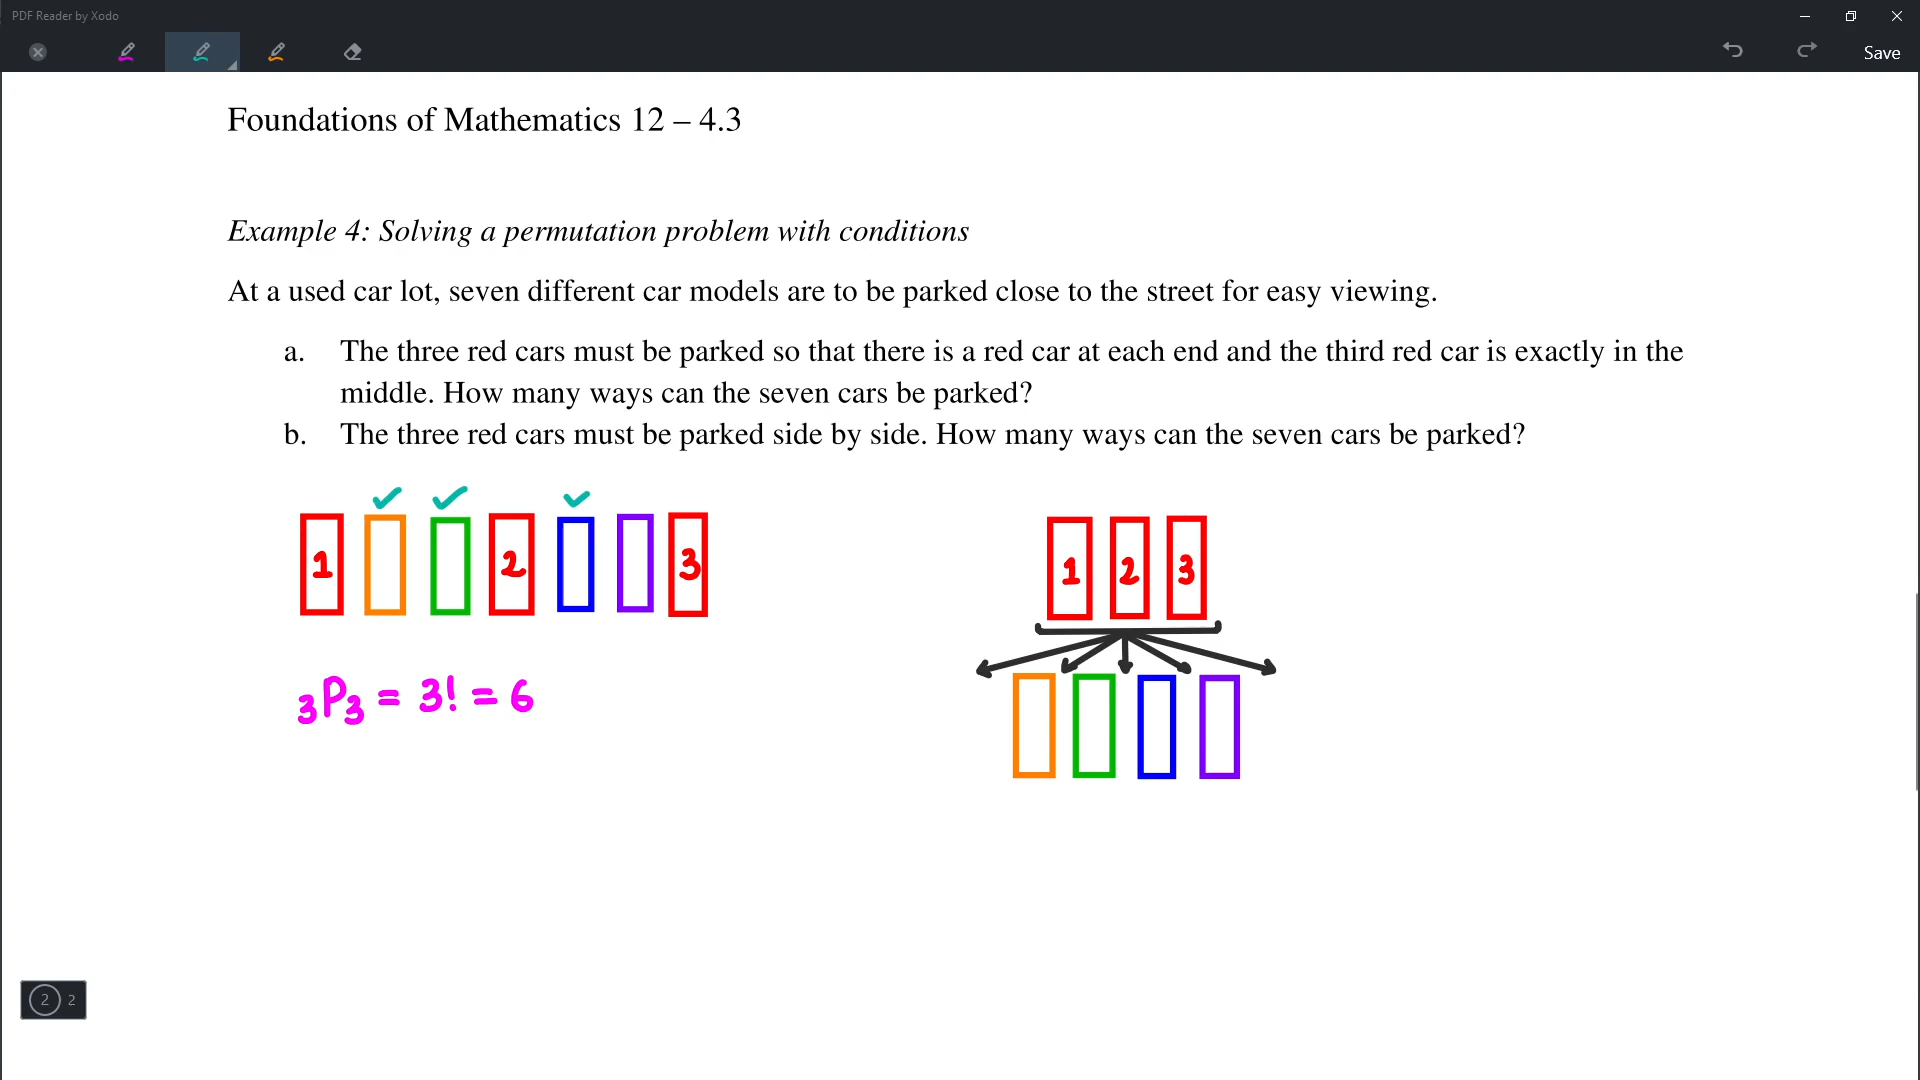 PDF Reader by Xodo
Save
Foundations of Mathematics 12 – 4.3
Example 4: Solving a permutation problem with conditions
At a used car lot, seven different car models are to be parked close to the street for easy viewing.
a. The three red cars must be parked so that there is a red car at each end and the third red car is exactly in the
middle. How many ways can the seven cars be parked?
b. The three red cars must be parked side by side. How many ways can the seven cars be parked?
1 2 3
1 2 3
₃P₃ = 3! = 6
2 2